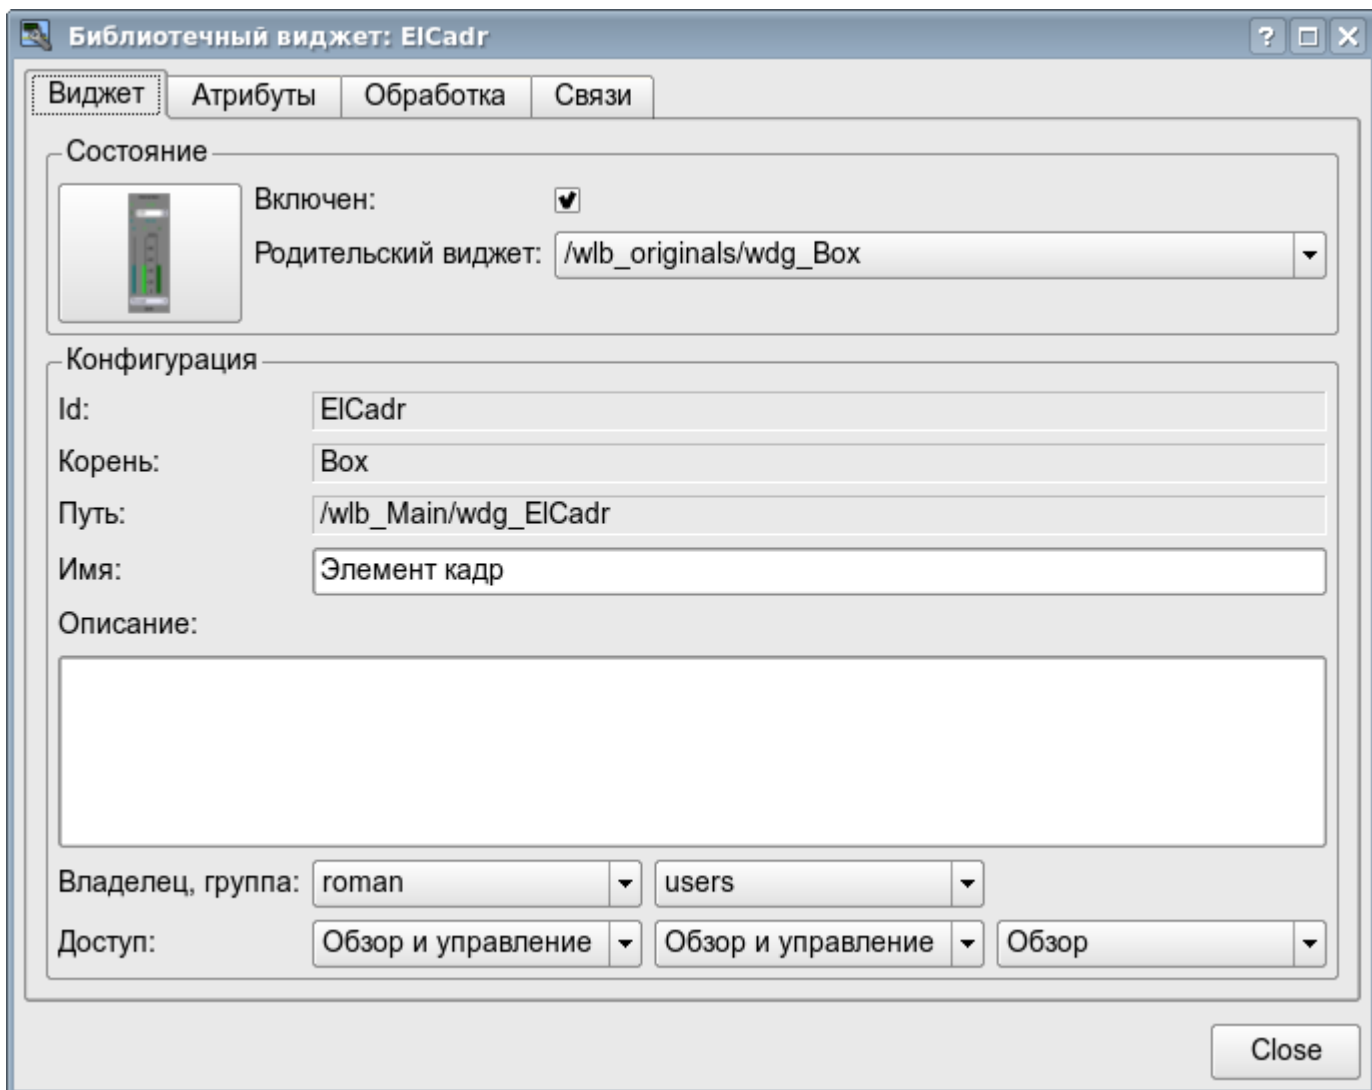 Библиотечный виджет: ElCadr
Виджет Атрибуты Обработка Связи
Состояние
Включен:
Родительский виджет: /wlb_originals/wdg_Box
Конфигурация
Id: ElCadr
Корень: Box
Путь: /wlb_Main/wdg_ElCadr
Имя: Элемент кадр
Описание:
Владелец, группа: roman users
Доступ: Обзор и управление Обзор и управление Обзор
Close